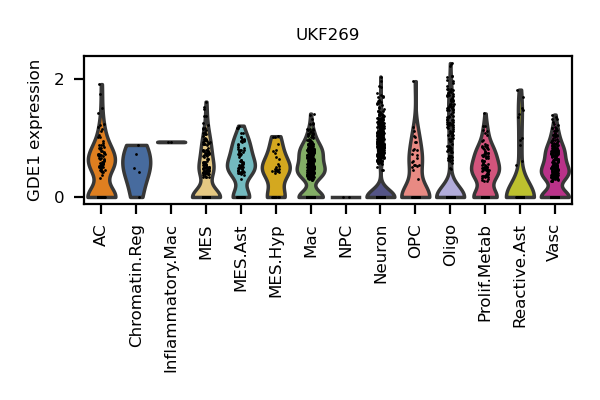 UKF269
GDE1 expression
2
0
AC
Chromatin.Reg
Inflammatory.Mac
MES
MES.Ast
MES.Hyp
Mac
NPC
Neuron
OPC
Oligo
Prolif.Metab
Reactive.Ast
Vasc